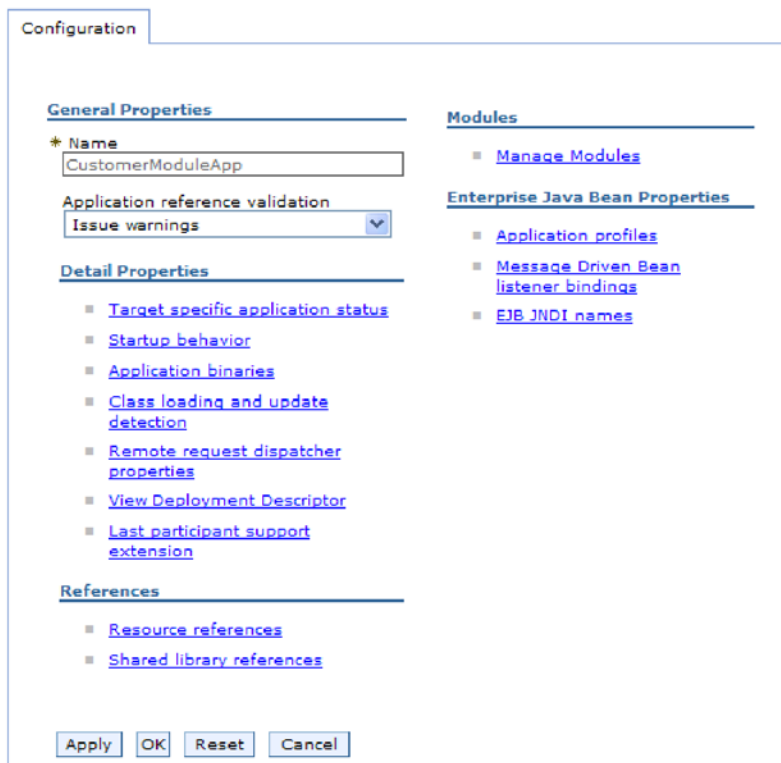 Configuration
General Properties
* Name
CustomerModuleApp
Application reference validation
Issue warnings
Detail Properties
Target specific application status
Startup behavior
Application binaries
Class loading and update
detection
Remote request dispatcher
properties
View Deployment Descriptor
Last participant support
extension
References
Resource references
Shared library references
Modules
Manage Modules
Enterprise Java Bean Properties
Application profiles
Message Driven Bean
listener bindings
EJB JNDI names
Apply OK Reset Cancel